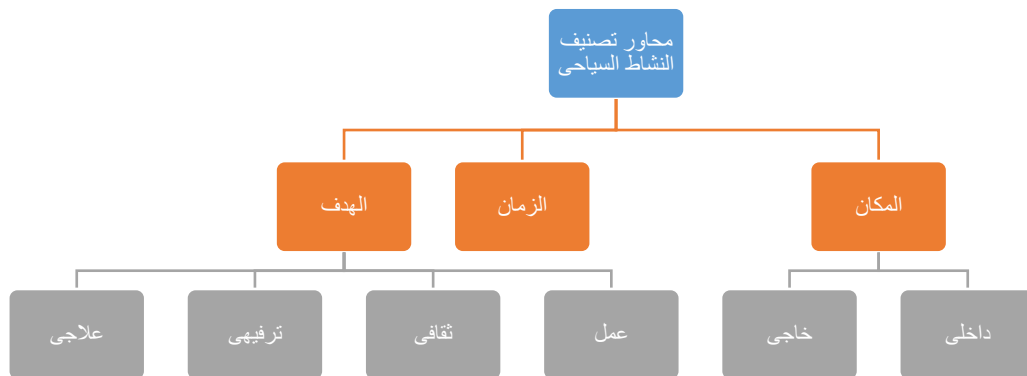 محاور تصنيف
النشاط السياحى
المكان
الزمان
الهدف
داخلى
خاجى
عمل
ثقافى
ترفيهى
علاجى